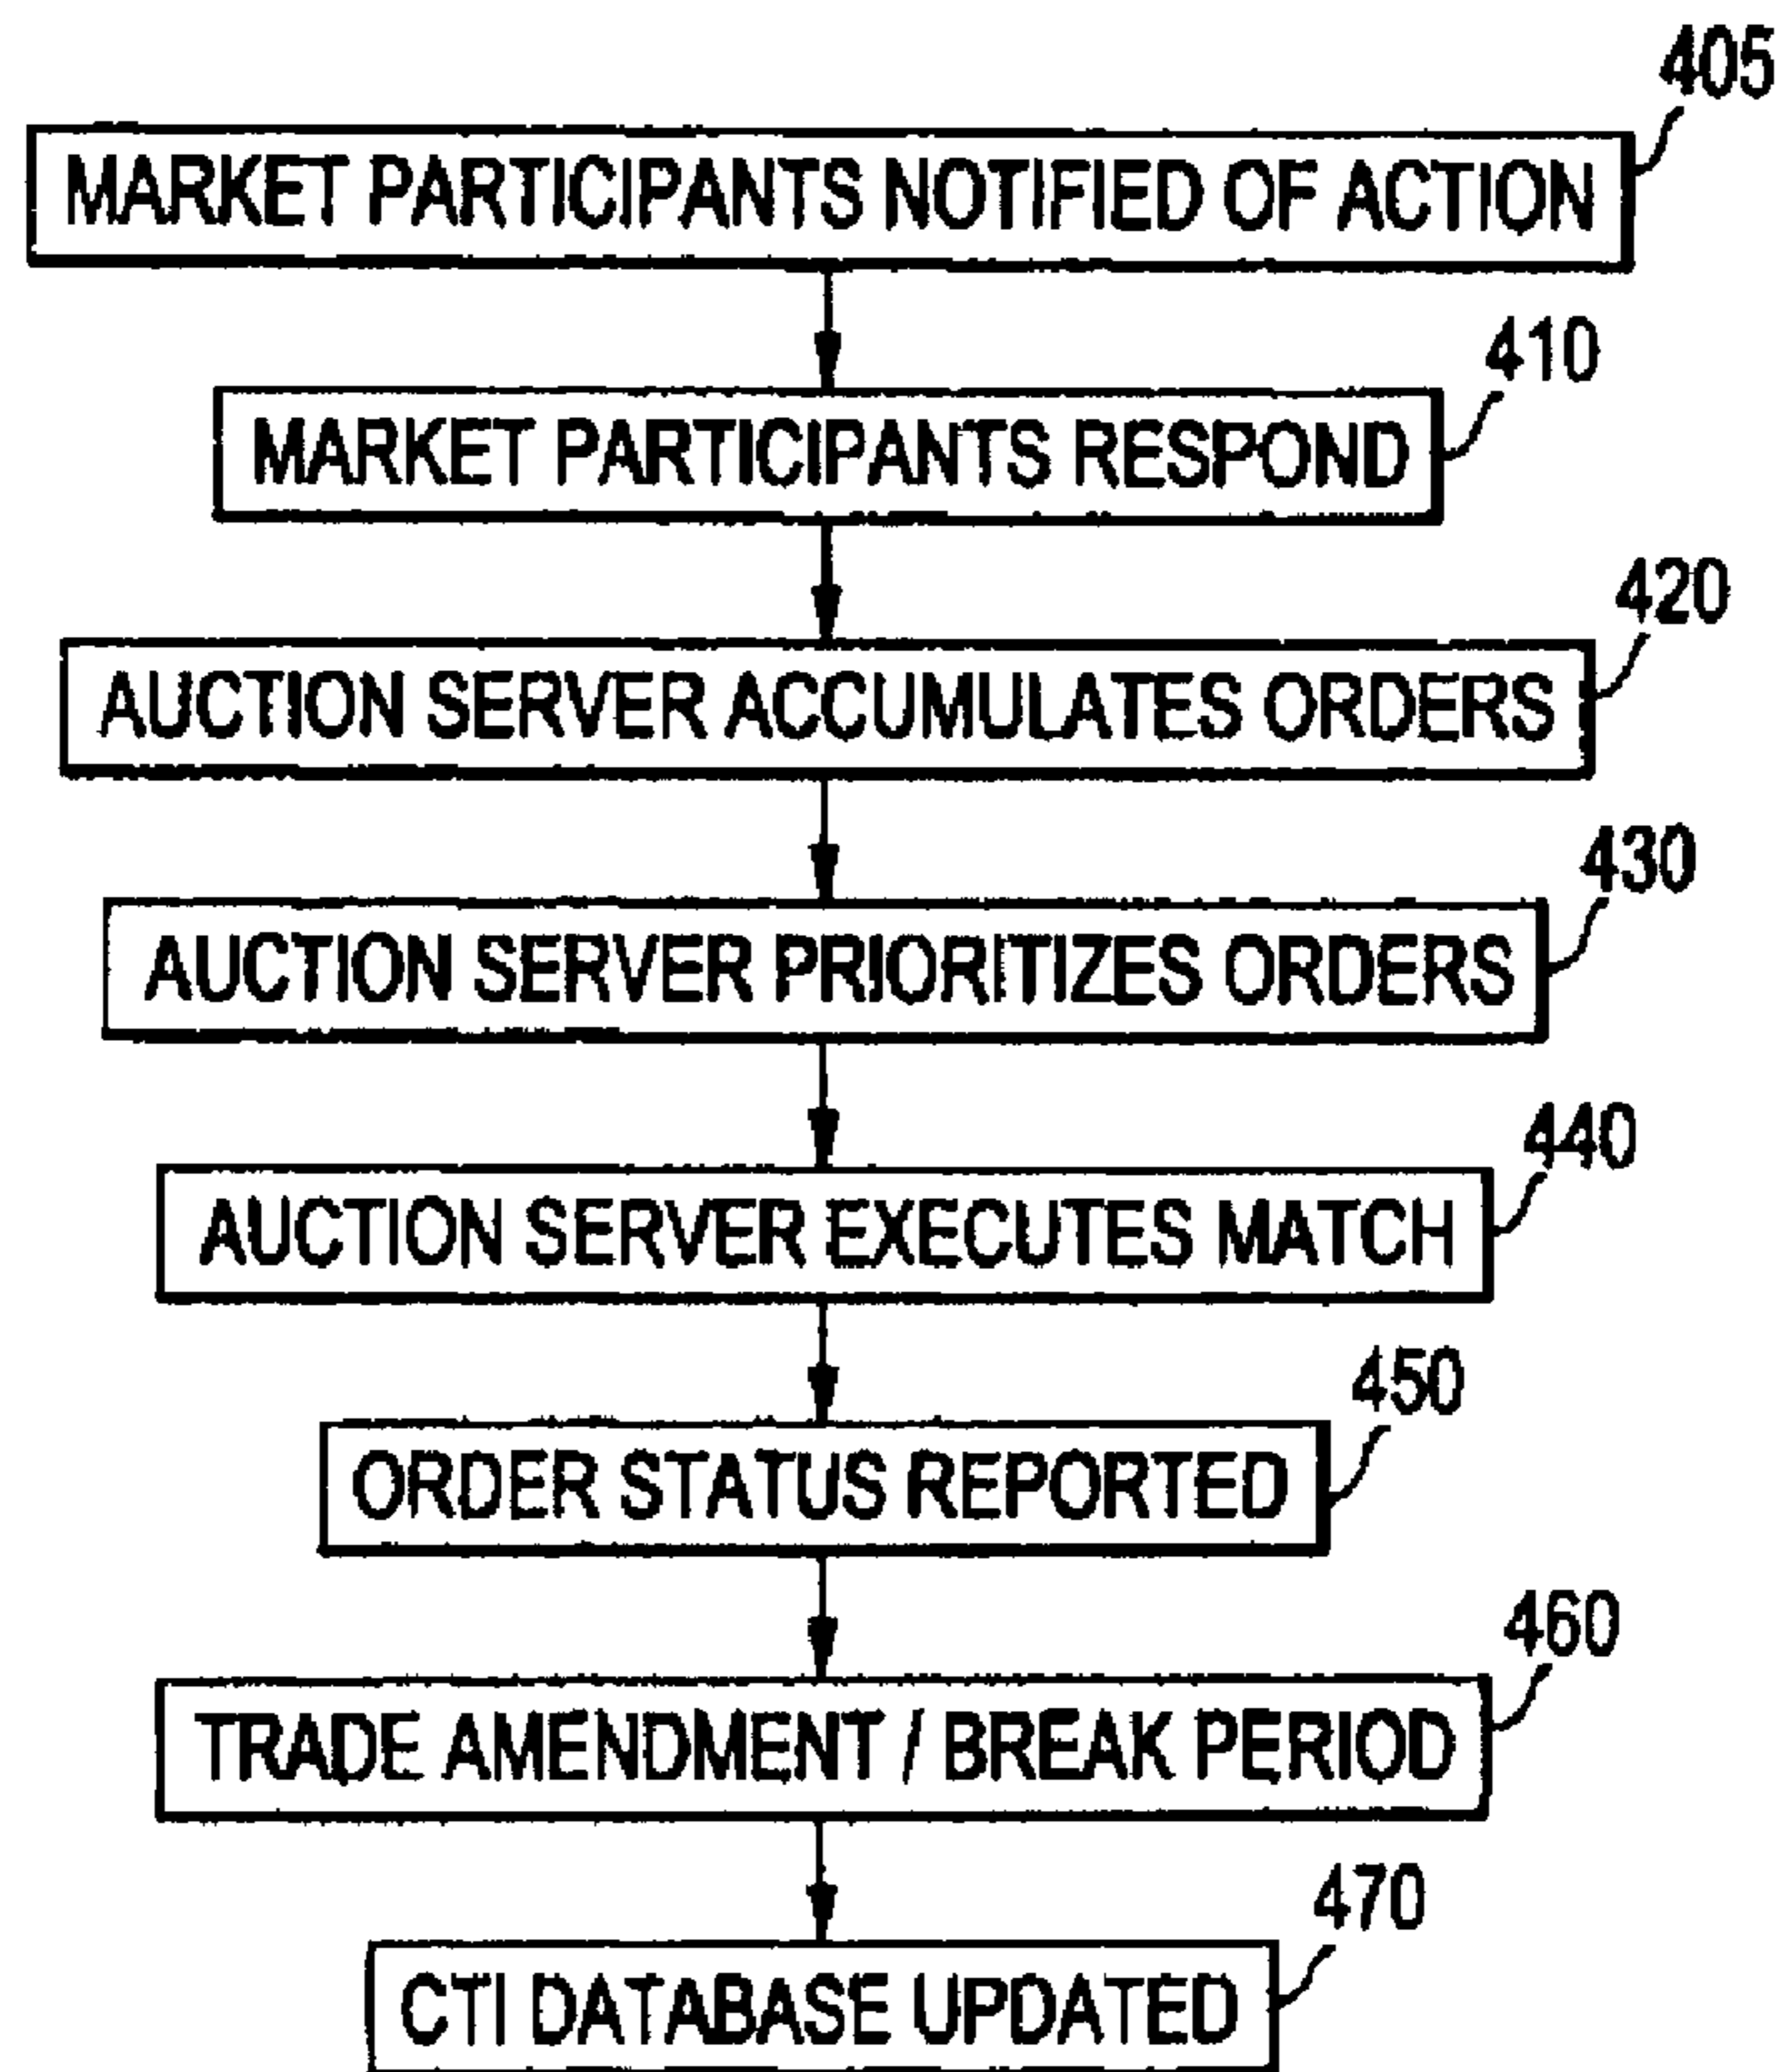 405
MARKET PARTICIPANTS NOTIFIED OF ACTION
410
MARKET PARTICIPANTS RESPOND
420
AUCTION SERVER ACCUMULATES ORDERS
430
AUCTION SERVER PRIORITIZES ORDERS
440
AUCTION SERVER EXECUTES MATCH
450
ORDER STATUS REPORTED
460
TRADE AMENDMENT / BREAK PERIOD
470
CTI DATABASE UPDATED